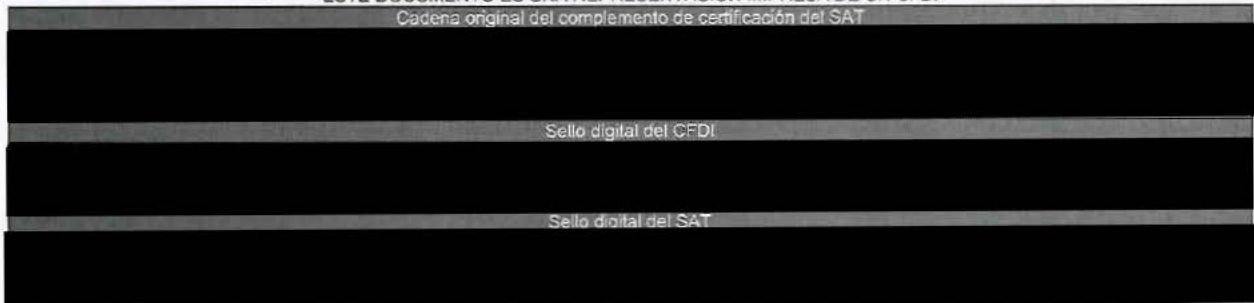 Cadena original del complemento de certificación del SAT
Sello digital del CFDI
Sello digital del SAT